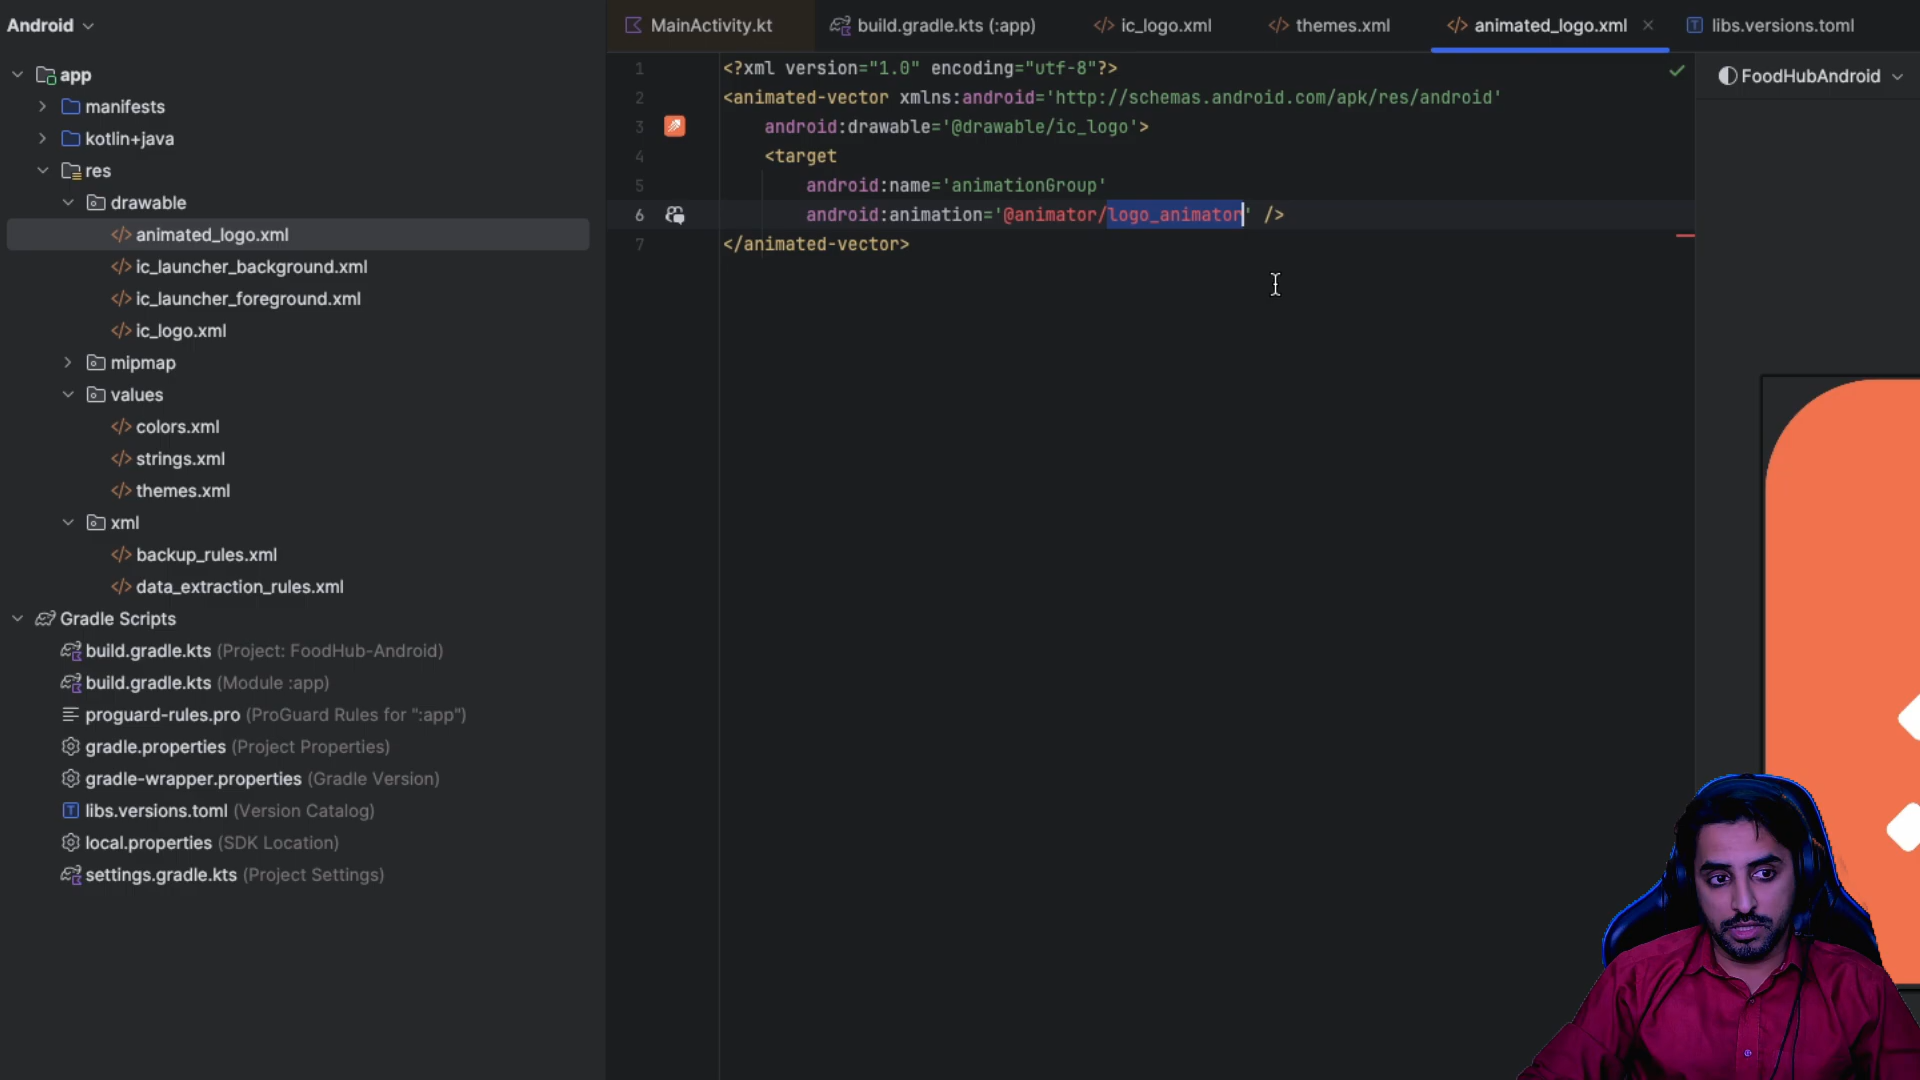 Android
app
manifests
kotlin+java
res
drawable
animated_logo.xml
ic_launcher_background.xml
ic_launcher_foreground.xml
ic_logo.xml
mipmap
values
colors.xml
strings.xml
themes.xml
xml
backup_rules.xml
data_extraction_rules.xml
Gradle Scripts
build.gradle.kts (Project: FoodHub-Android)
build.gradle.kts (Module :app)
proguard-rules.pro (ProGuard Rules for ":app")
gradle.properties (Project Properties)
gradle-wrapper.properties (Gradle Version)
libs.versions.toml (Version Catalog)
local.properties (SDK Location)
settings.gradle.kts (Project Settings)
MainActivity.kt build.gradle.kts (:app) ic_logo.xml themes.xml animated_logo.xml libs.versions.toml
1 <?xml version="1.0" encoding="utf-8"?>
2 <animated-vector xmlns:android='http://schemas.android.com/apk/res/android'
3 android:drawable='@drawable/ic_logo'>
4 <target
5 android:name='animationGroup'
6 android:animation='@animator/logo_animator' />
7 </animated-vector>
FoodHubAndroid